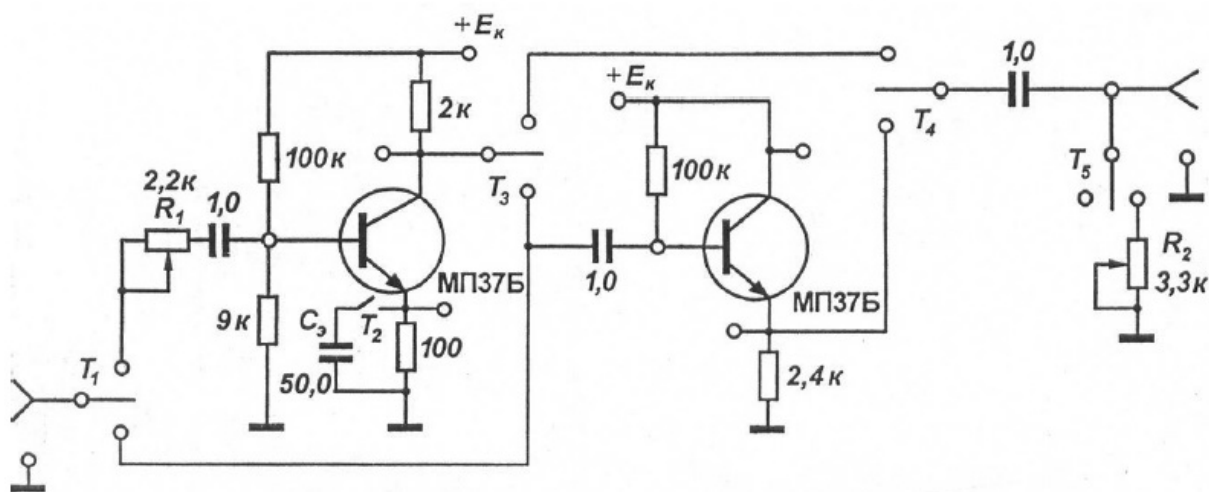 +Eк
1,0
+Eк
2к
T4
100к
100к
T5
2,2к
R1
1,0
T3
R2
3,3к
1,0
МП37Б
МП37Б
9к
Cэ
T2
100
T1
50,0
2,4к